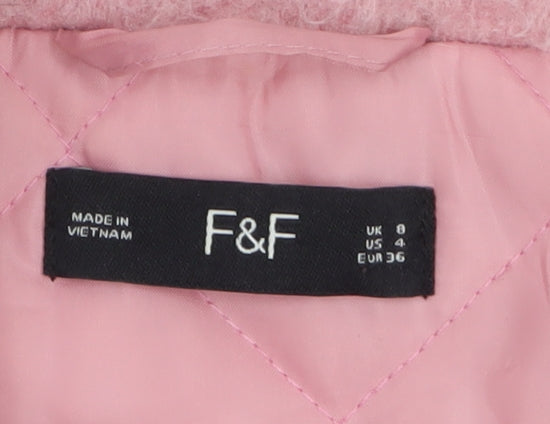 MADE IN
VIETNAM
F&F
UK 8
US 4
EUR 36